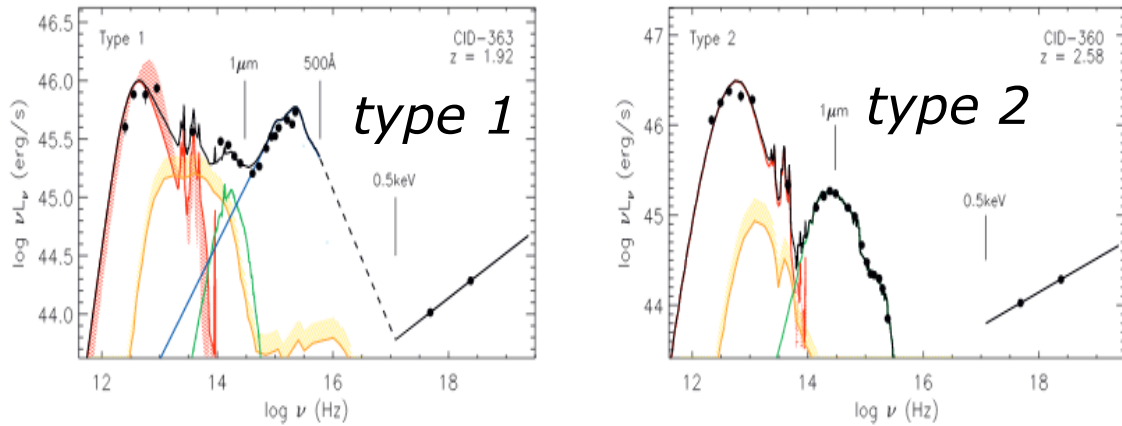 Type 1
CID-363
z = 1.92
1μm
500Å
type 1
0.5keV
46.5
46.0
45.5
45.0
44.5
44.0
log νLν (erg/s)
12 14 16 18
log ν (Hz)
Type 2
CID-360
z = 2.58
1μm
type 2
0.5keV
47
46
45
44
log νLν (erg/s)
12 14 16 18
log ν (Hz)